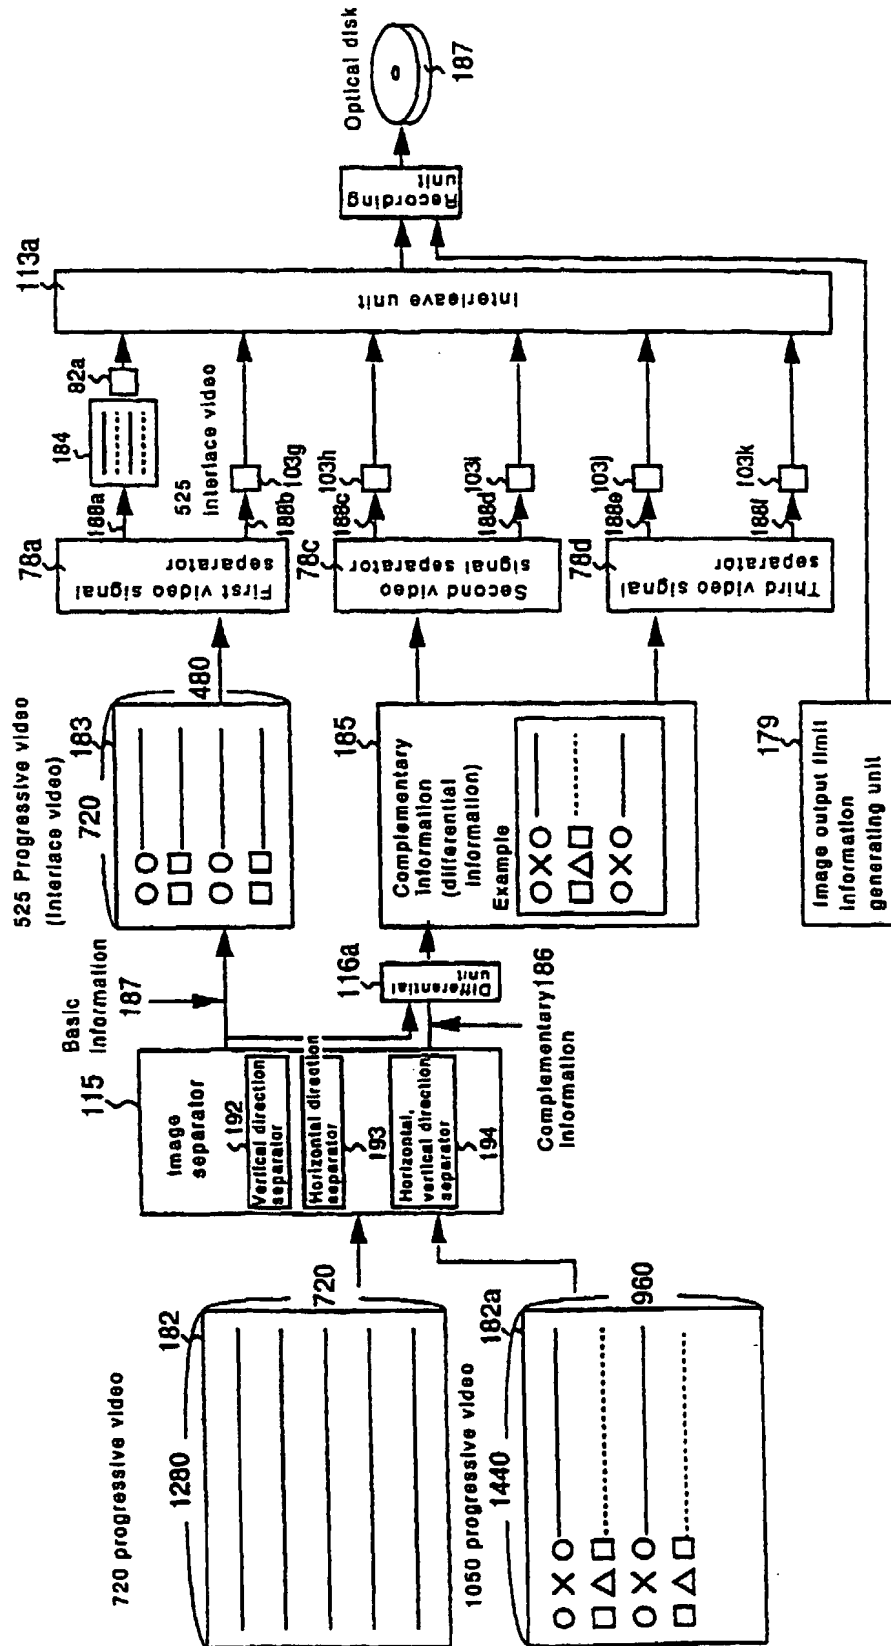 720 progressive video
1280
182
720
1050 progressive video
1440
182a
960
115
Image
separator
192
Vertical direction
separator
Horizontal direction
separator
193
Horizontal,
vertical direction
separator
194
Basic
Information
187
Complementary186
Information
116a
Differential
unit
525 Progressive video
(Interlace video)
720
183
480
185
Complementary
Information
(differential
Information)
Example
179
Image output limit
Information
generating unit
78a
First video signal
separator
78c
Second video
signal separator
78d
Third video signal
separator
188a
184
82a
525
Interlace video
188b
103g
188c
103h
188d
103i
188e
103j
188f
103k
113a
Interleave unit
Recording
unit
Optical disk
187